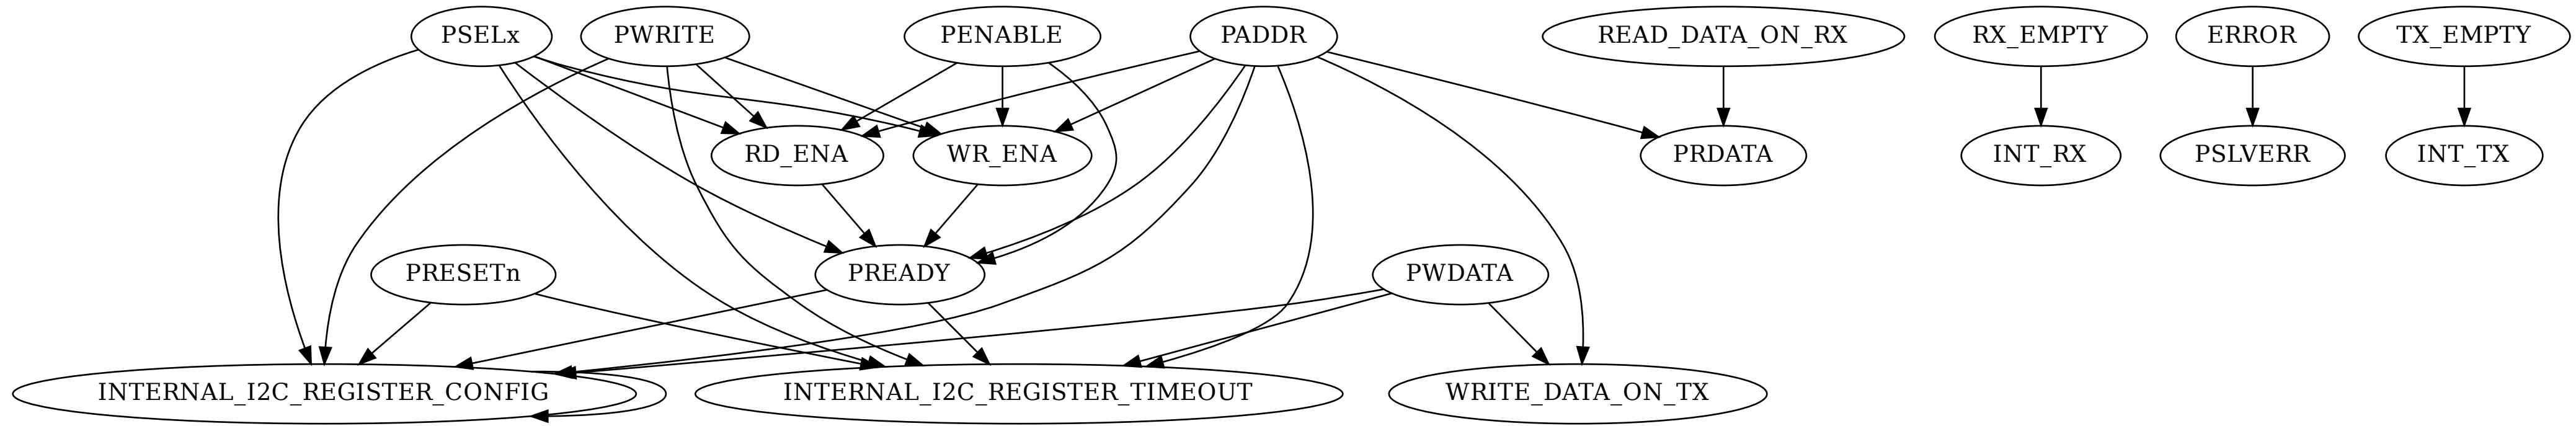 PSELx
PWRITE
PENABLE
PADDR
READ_DATA_ON_RX
RX_EMPTY
ERROR
TX_EMPTY
RD_ENA
WR_ENA
PRDATA
INT_RX
PSLVERR
INT_TX
PRESETn
PREADY
PWDATA
INTERNAL_I2C_REGISTER_CONFIG
INTERNAL_I2C_REGISTER_TIMEOUT
WRITE_DATA_ON_TX